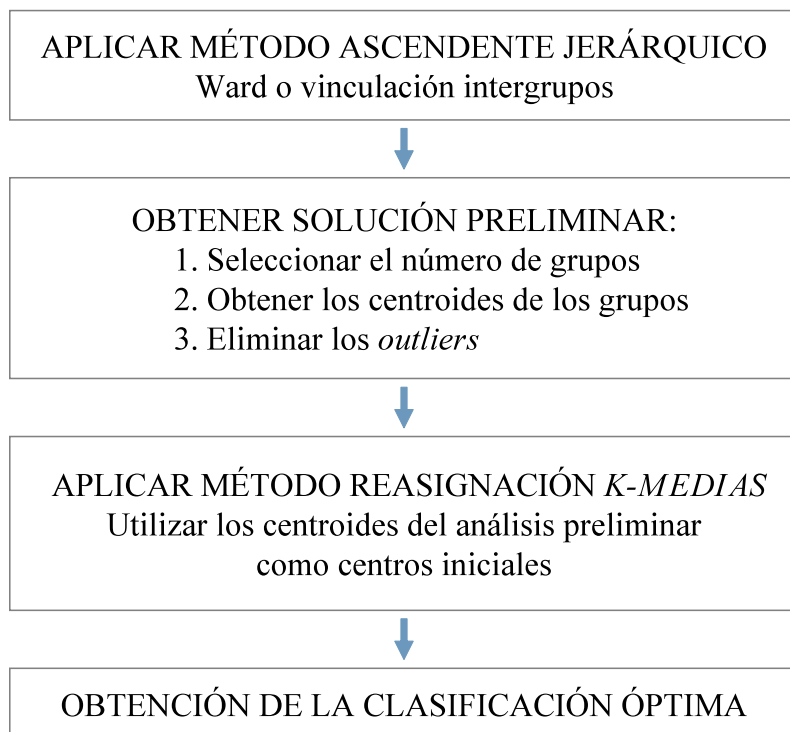 APLICAR MÉTODO ASCENDENTE JERÁRQUICO
Ward o vinculación intergrupos
OBTENER SOLUCIÓN PRELIMINAR:
1. Seleccionar el número de grupos
2. Obtener los centroides de los grupos
3. Eliminar los outliers
APLICAR MÉTODO REASIGNACIÓN K-MEDIAS
Utilizar los centroides del análisis preliminar
como centros iniciales
OBTENCIÓN DE LA CLASIFICACIÓN ÓPTIMA